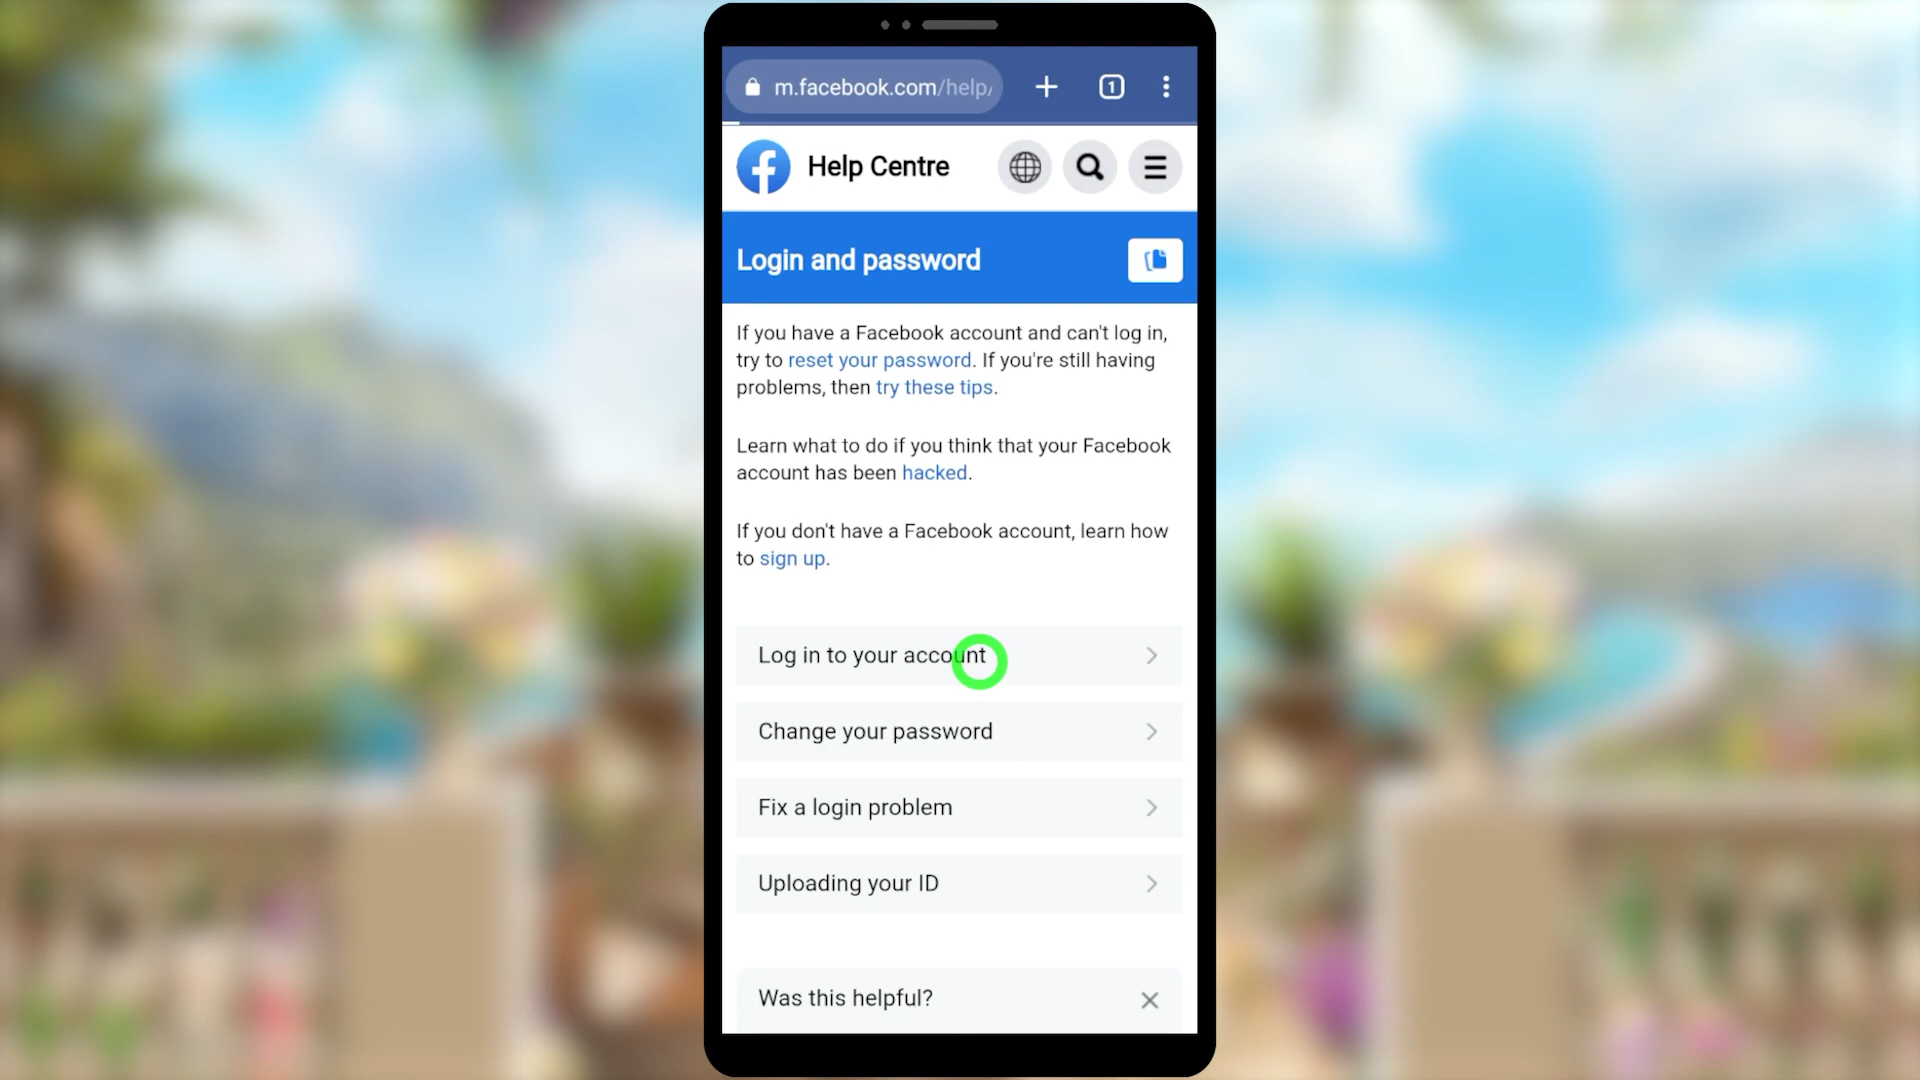 m.facebook.com/help/
1
Help Centre
Login and password
If you have a Facebook account and can't log in,
try to reset your password. If you're still having
problems, then try these tips.
Learn what to do if you think that your Facebook
account has been hacked.
If you don't have a Facebook account, learn how
to sign up.
Log in to your account
Change your password
Fix a login problem
Uploading your ID
Was this helpful?